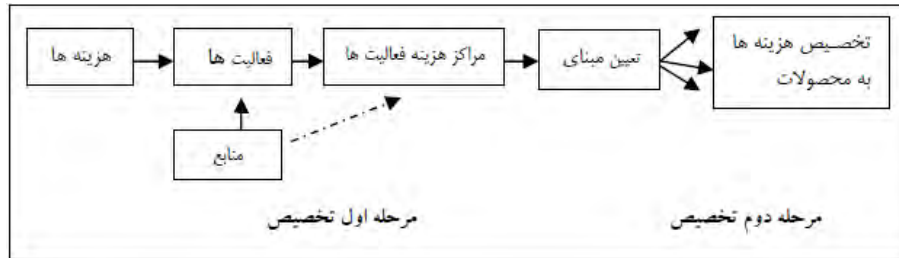 هزینه ها
فعالیت ها
مراکز هزینه فعالیت ها
تعیین مبنای
تخصیص هزینه ها
به محصولات
منابع
مرحله اول تخصیص
مرحله دوم تخصیص